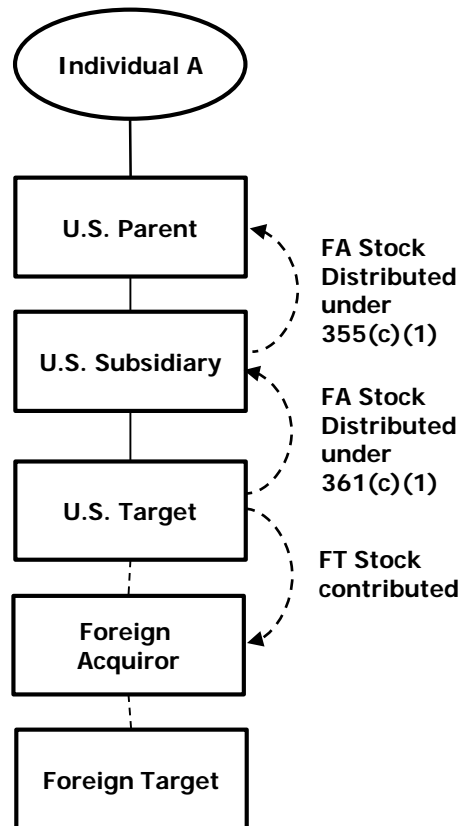 Individual A
U.S. Parent
FA Stock
Distributed
under
355(c)(1)
U.S. Subsidiary
FA Stock
Distributed
under
361(c)(1)
U.S. Target
FT Stock
contributed
Foreign
Acquiror
Foreign Target